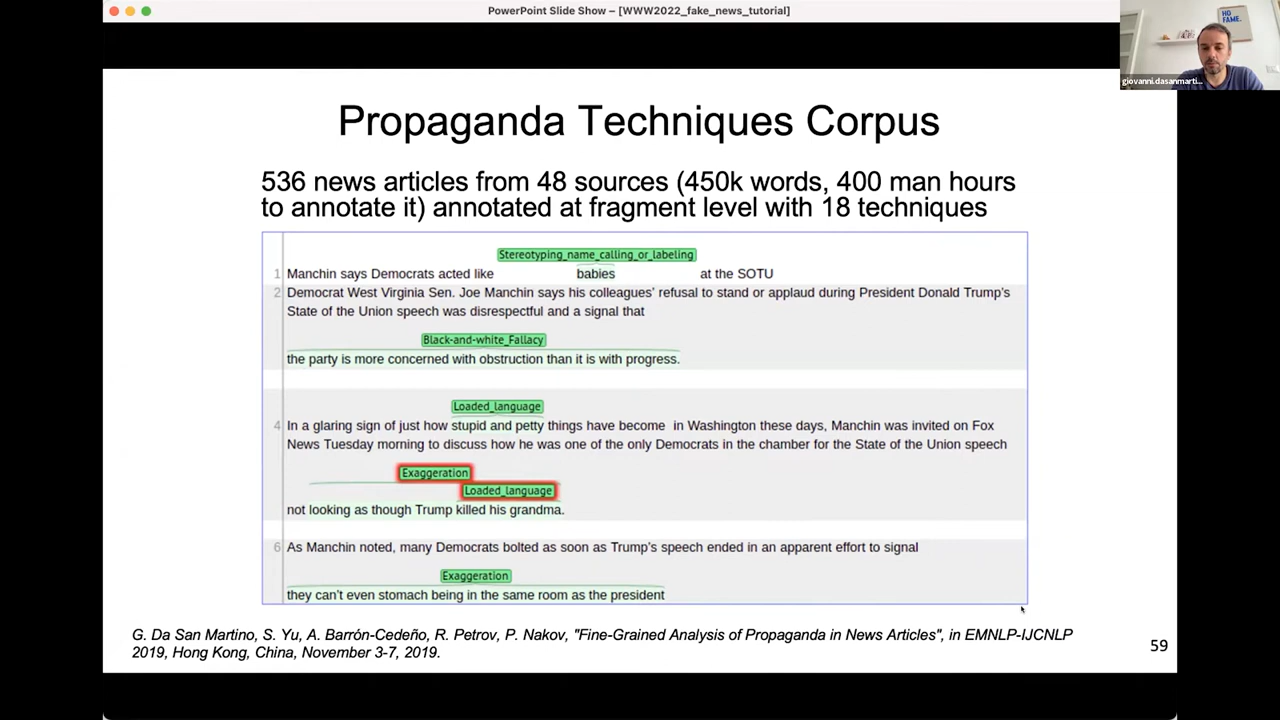 PowerPoint Slide Show – [WWW2022_fake_news_tutorial]
NO
FAME.
giovanni.dasanmarti...
Propaganda Techniques Corpus
536 news articles from 48 sources (450k words, 400 man hours
to annotate it) annotated at fragment level with 18 techniques
Stereotyping_name_calling_or_labeling
1 Manchin says Democrats acted like babies at the SOTU
2 Democrat West Virginia Sen. Joe Manchin says his colleagues' refusal to stand or applaud during President Donald Trump's
State of the Union speech was disrespectful and a signal that
Black-and-white_Fallacy
the party is more concerned with obstruction than it is with progress.
Loaded_language
4 In a glaring sign of just how stupid and petty things have become in Washington these days, Manchin was invited on Fox
News Tuesday morning to discuss how he was one of the only Democrats in the chamber for the State of the Union speech
Exaggeration
Loaded_language
not looking as though Trump killed his grandma.
6 As Manchin noted, many Democrats bolted as soon as Trump's speech ended in an apparent effort to signal
Exaggeration
they can't even stomach being in the same room as the president
G. Da San Martino, S. Yu, A. Barrón-Cedeño, R. Petrov, P. Nakov, "Fine-Grained Analysis of Propaganda in News Articles", in EMNLP-IJCNLP
2019, Hong Kong, China, November 3-7, 2019.
59